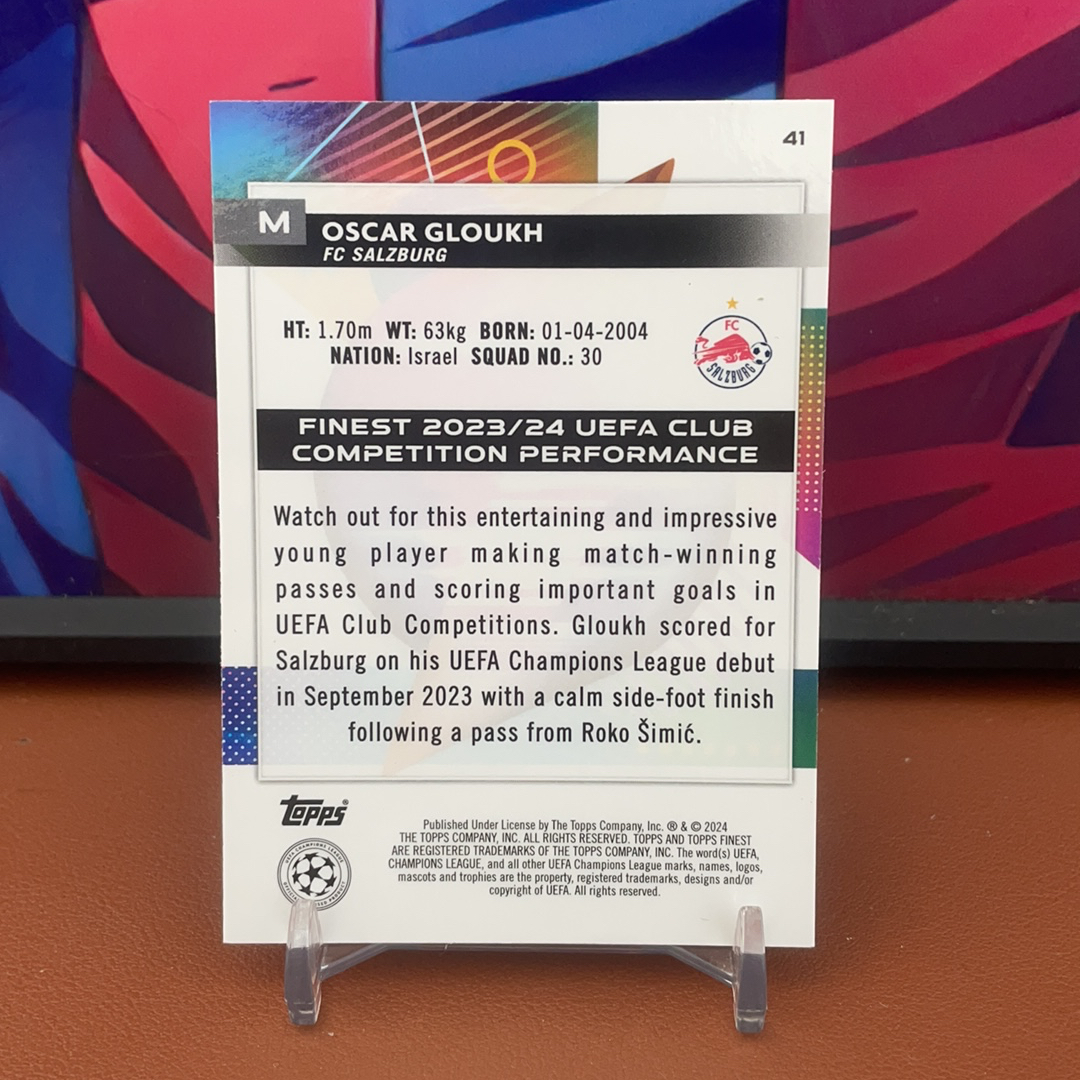 41
M
OSCAR GLOUKH
FC SALZBURG
HT: 1.70m WT: 63kg BORN: 01-04-2004
NATION: Israel SQUAD NO.: 30
FC
SALZBURG
FINEST 2023/24 UEFA CLUB
COMPETITION PERFORMANCE
Watch out for this entertaining and impressive
young player making match-winning
passes and scoring important goals in
UEFA Club Competitions. Gloukh scored for
Salzburg on his UEFA Champions League debut
in September 2023 with a calm side-foot finish
following a pass from Roko Šimić.
topps®
UEFA CHAMPIONS LEAGUE
Published Under License by The Topps Company, Inc. ® & © 2024
THE TOPPS COMPANY, INC. ALL RIGHTS RESERVED. TOPPS AND TOPPS FINEST
ARE REGISTERED TRADEMARKS OF THE TOPPS COMPANY, INC. The word(s) UEFA,
CHAMPIONS LEAGUE, and all other UEFA Champions League marks, names, logos,
mascots and trophies are the property, registered trademarks, designs and/or
copyright of UEFA. All rights reserved.